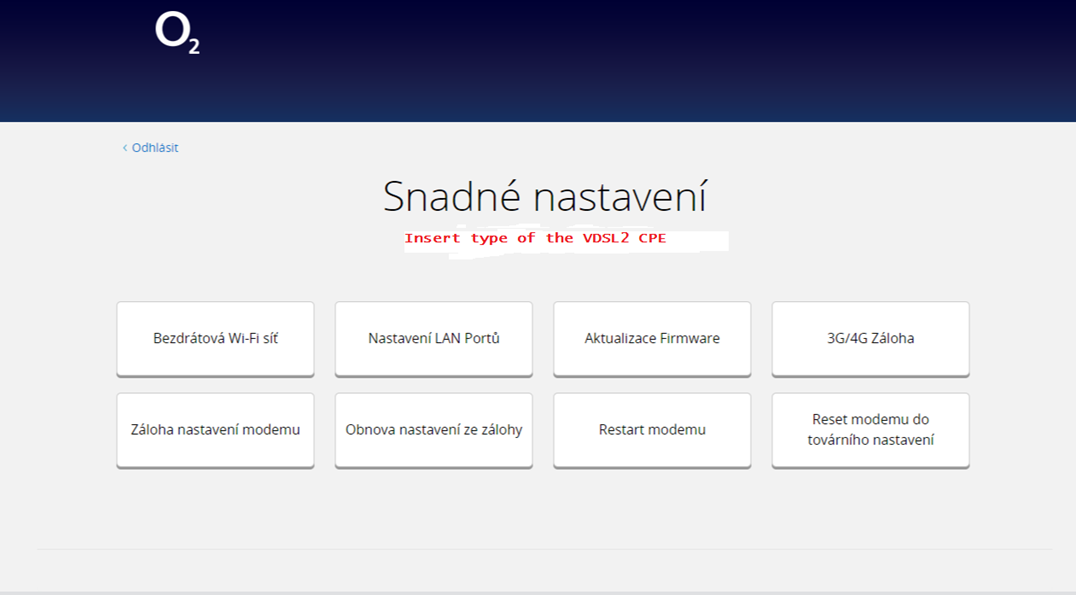 O2
< Odhlásit
Snadné nastavení
Insert type of the VDSL2 CPE
Bezdrátová Wi-Fi síť
Nastavení LAN Portů
Aktualizace Firmware
3G/4G Záloha
Záloha nastavení modemu
Obnova nastavení ze zálohy
Restart modemu
Reset modemu do
továrního nastavení